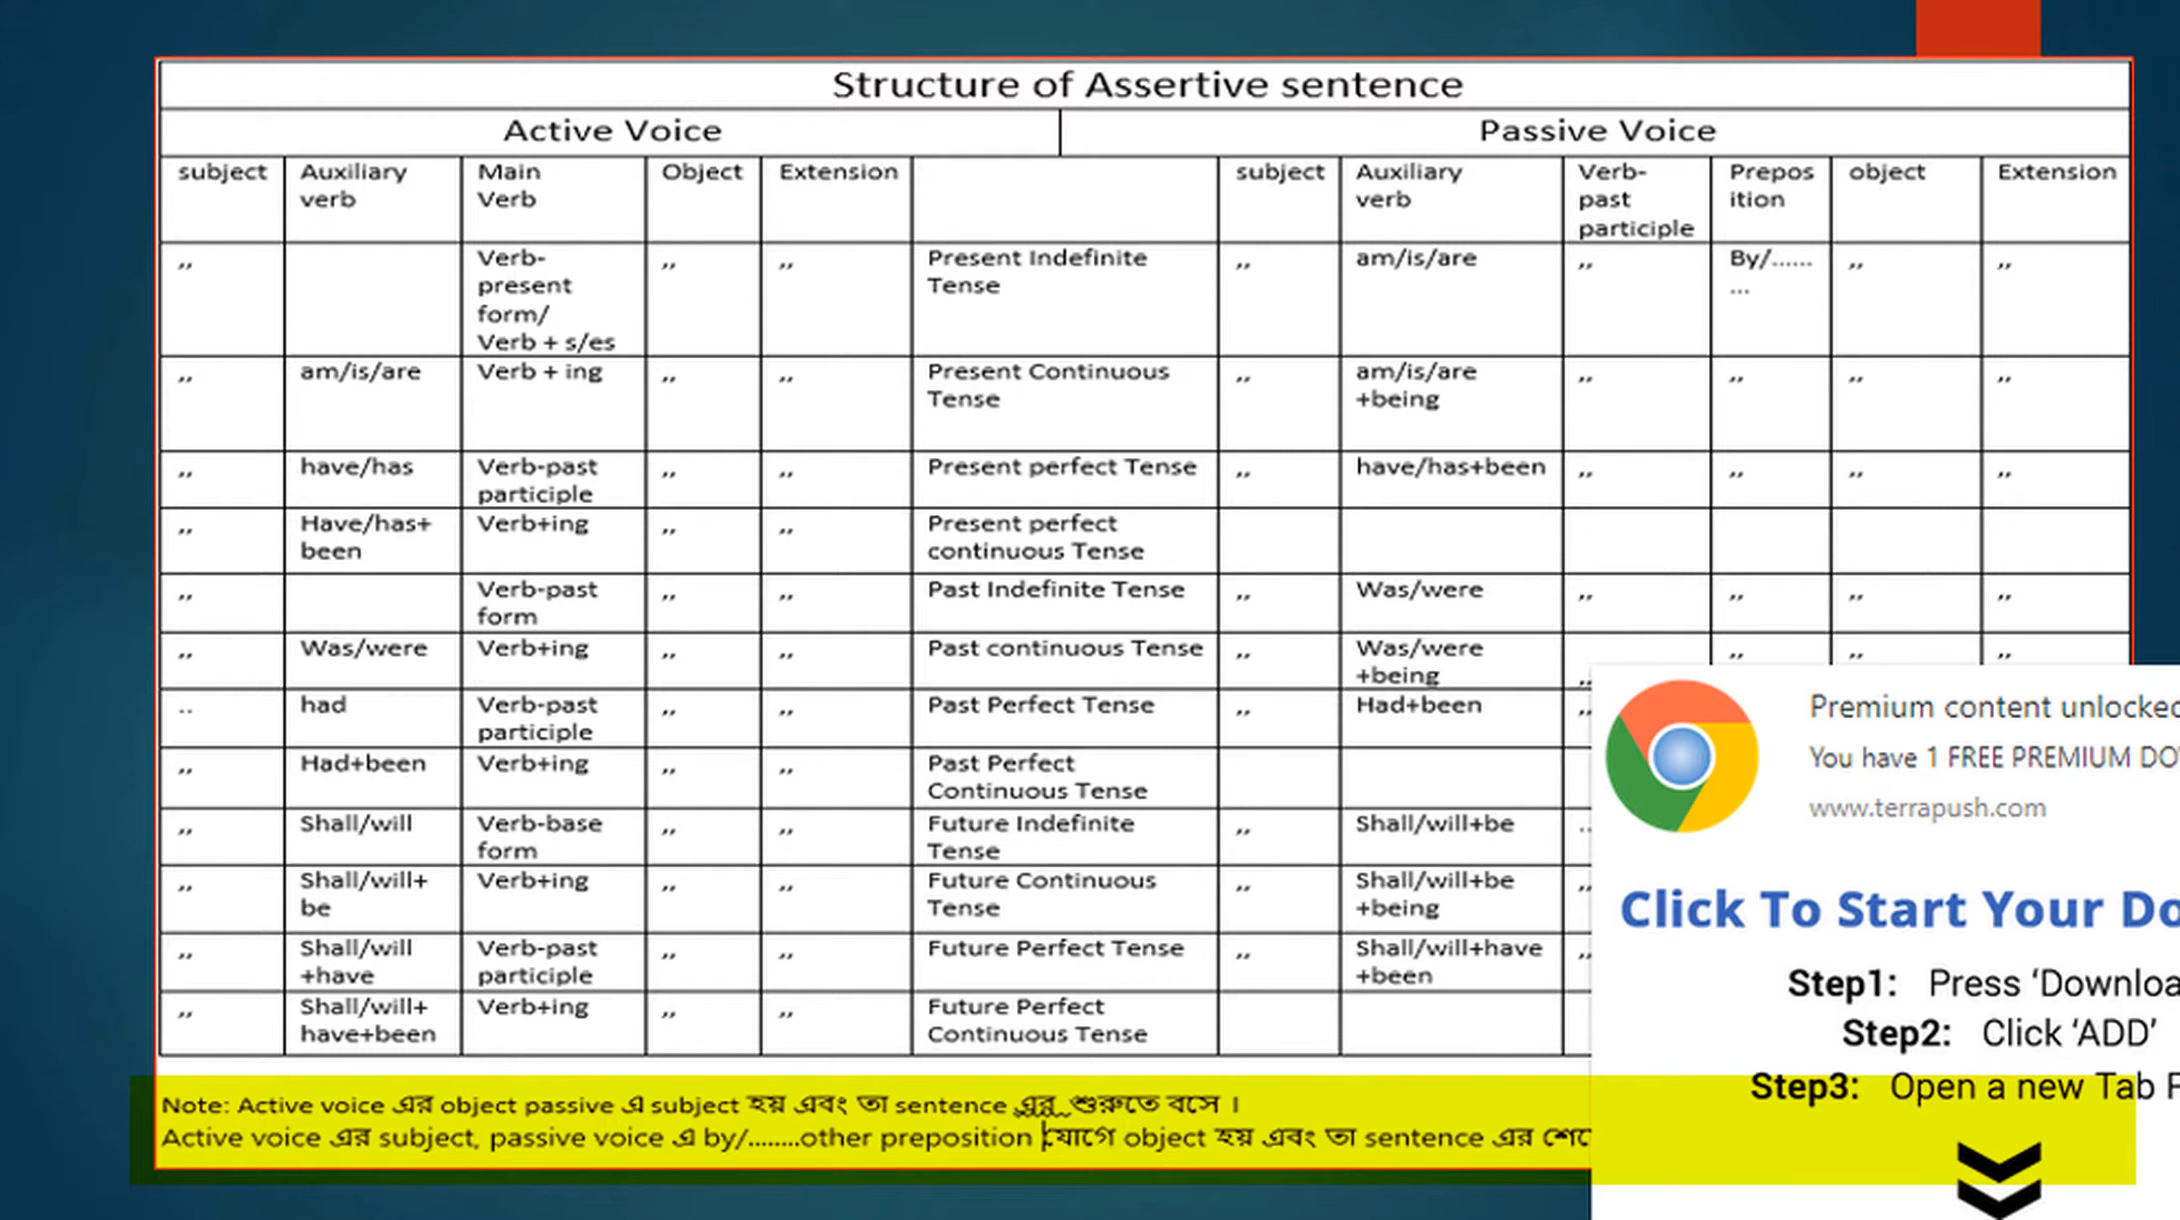 Structure of Assertive sentence
Active Voice Passive Voice
subject Auxiliary verb Main Verb Object Extension subject Auxiliary verb Verb-past participle Preposition object Extension
,, Verb-present form/ Verb + s/es ,, ,, Present Indefinite Tense ,, am/is/are ,, By/...... ... ,, ,,
,, am/is/are Verb + ing ,, ,, Present Continuous Tense ,, am/is/are +being ,, ,, ,, ,,
,, have/has Verb-past participle ,, ,, Present perfect Tense ,, have/has+been ,, ,, ,, ,,
,, Have/has+ been Verb+ing ,, ,, Present perfect continuous Tense
,, Verb-past form ,, ,, Past Indefinite Tense ,, Was/were ,, ,, ,, ,,
,, Was/were Verb+ing ,, ,, Past continuous Tense ,, Was/were +being ,, ,, ,, ,,
.. had Verb-past participle ,, ,, Past Perfect Tense ,, Had+been ,,
,, Had+been Verb+ing ,, ,, Past Perfect Continuous Tense
,, Shall/will Verb-base form ,, ,, Future Indefinite Tense ,, Shall/will+be ..
,, Shall/will+ be Verb+ing ,, ,, Future Continuous Tense ,, Shall/will+be +being ,,
,, Shall/will +have Verb-past participle ,, ,, Future Perfect Tense ,, Shall/will+have +been ,,
,, Shall/will+ have+been Verb+ing ,, ,, Future Perfect Continuous Tense
Note: Active voice এর object passive এ subject হয় এবং তা sentence এর শুরুতে বসে ।
Active voice এর subject, passive voice এ by/........other preposition যোগে object হয় এবং তা sentence এর
Premium content unlocked
You have 1 FREE PREMIUM
www.terrapush.com
Click To Start Your
Step1: Press
Step2: Click ‘ADD’
Step3: Open a new Tab